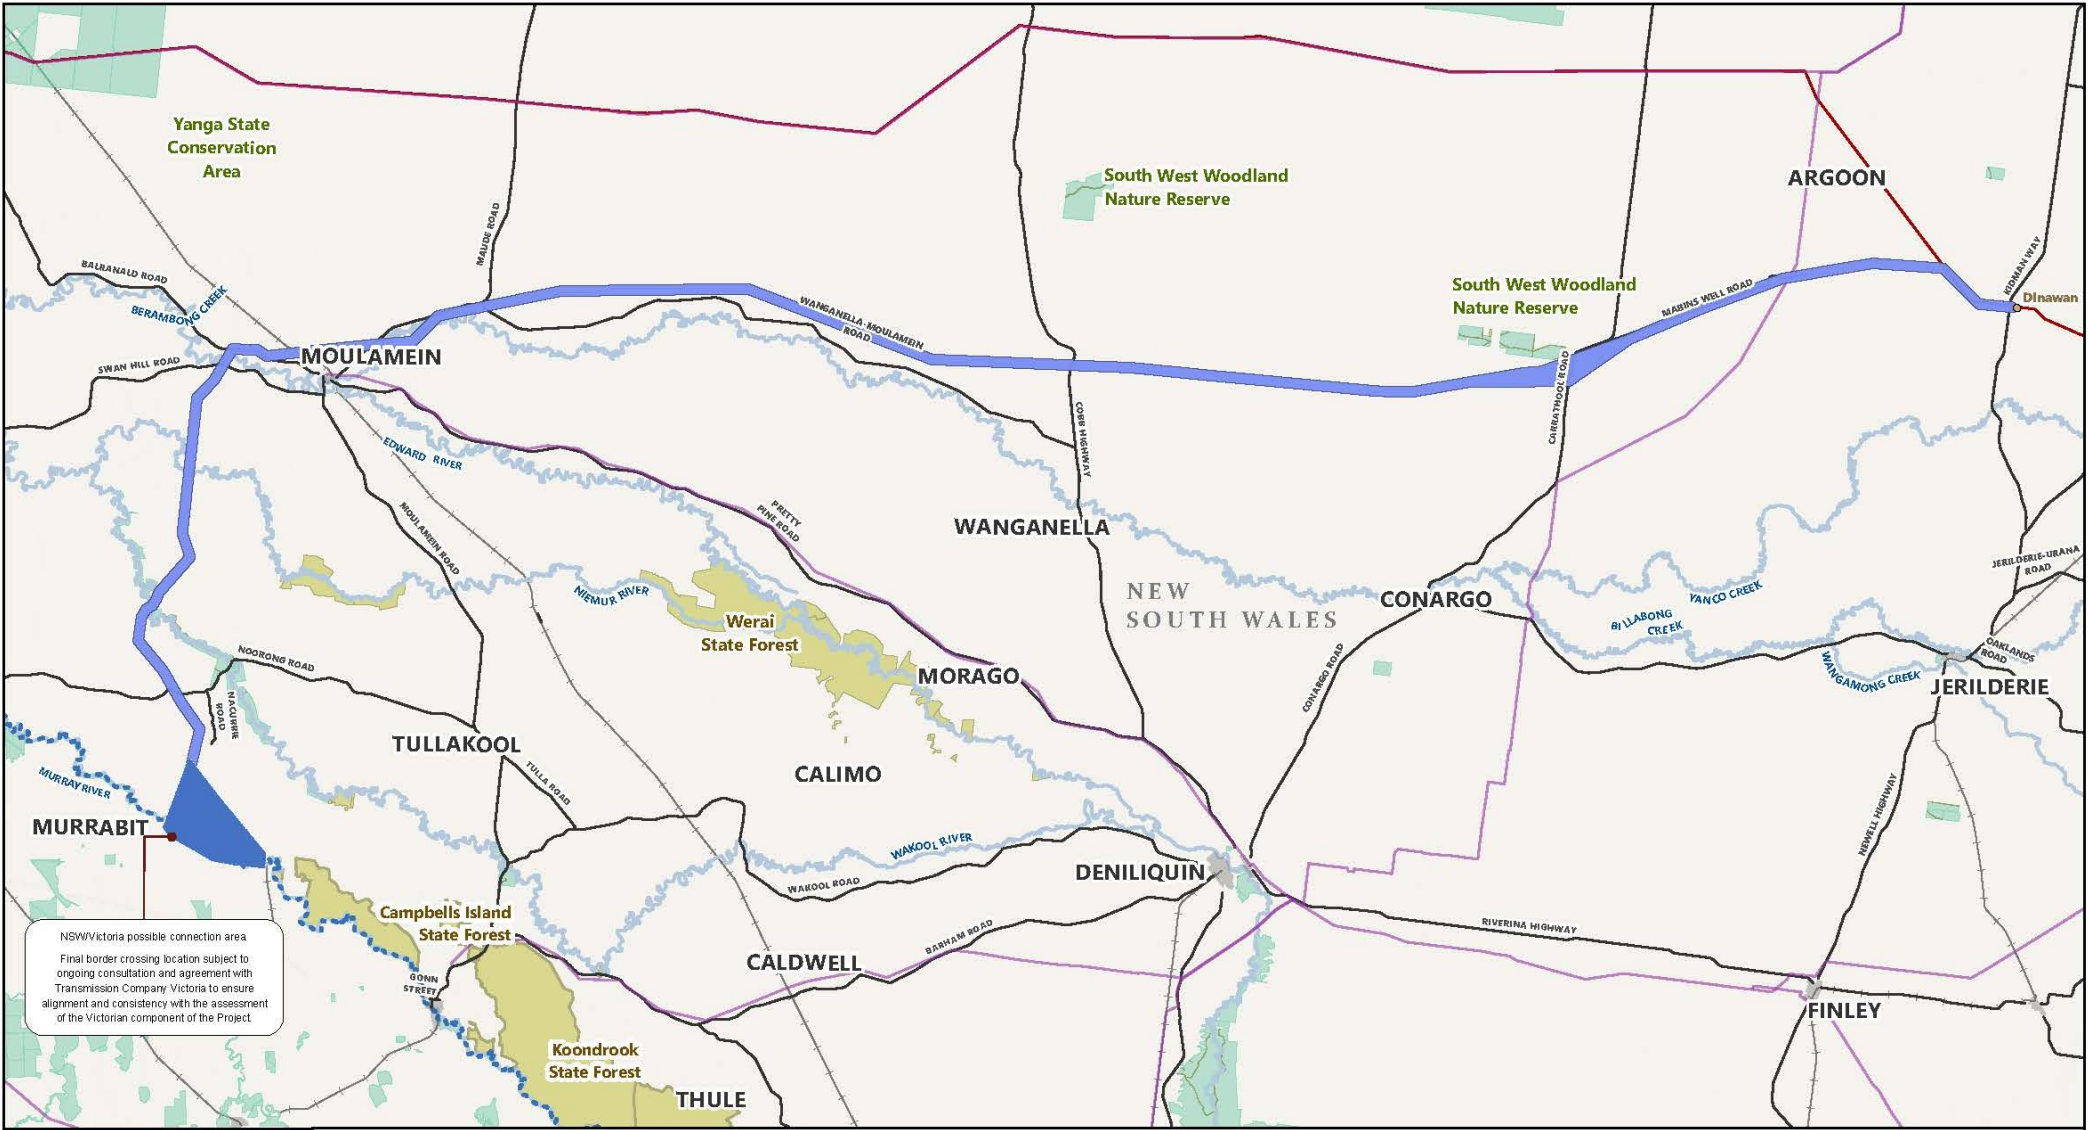 Yanga State
Conservation
Area
South West Woodland
Nature Reserve
ARGOON
MAUDE ROAD
BALRANALD ROAD
BERAMBONG CREEK
SWAN HILL ROAD
MOULAMEIN
WANGANELLA-MOULAMEIN
ROAD
South West Woodland
Nature Reserve
MABINS WELL ROAD
KIDMAN WAY
Dinawan
CARRATHOOL ROAD
COBB HIGHWAY
EDWARD RIVER
MOULAMEIN ROAD
PRETTY
PINE ROAD
WANGANELLA
NEW
SOUTH WALES
CONARGO
JERILDERIE-URANA
ROAD
YANCO CREEK
BILLABONG
CREEK
NIEMUR RIVER
Werai
State Forest
MORAGO
CONARGO ROAD
OAKLANDS
ROAD
WANGAMONG CREEK
JERILDERIE
NOORONG ROAD
NACURRIE
ROAD
TULLAKOOL
TULLA ROAD
CALIMO
MURRAY RIVER
MURRABIT
WAKOOL RIVER
NEWELL HIGHWAY
DENILIQUIN
WAKOOL ROAD
Campbells Island
State Forest
BARHAM ROAD
RIVERINA HIGHWAY
NSW/Victoria possible connection area
Final border crossing location subject to
ongoing consultation and agreement with
Transmission Company Victoria to ensure
alignment and consistency with the assessment
of the Victorian component of the Project.
GONN
STREET
CALDWELL
FINLEY
Koondrook
State Forest
THULE